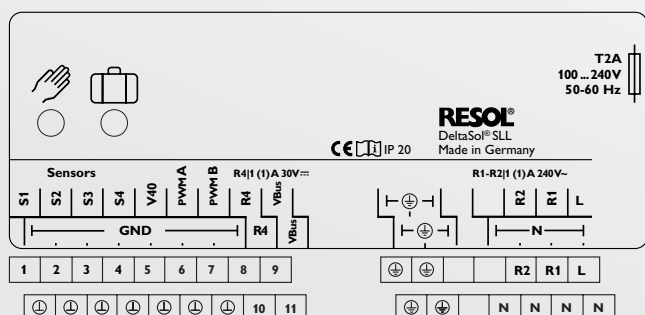 T2A
100 ... 240V
50-60 Hz
RESOL®
DeltaSol® SLL
CE i IP 20 Made in Germany
Sensors R4|1 (1) A 30V⎓ R1-R2|1 (1) A 240V~
S1 S2 S3 S4 V40 PWM A PWM B R4 VBus R2 R1 L
GND R4 VBus N
1 2 3 4 5 6 7 8 9 R2 R1 L
10 11 N N N N